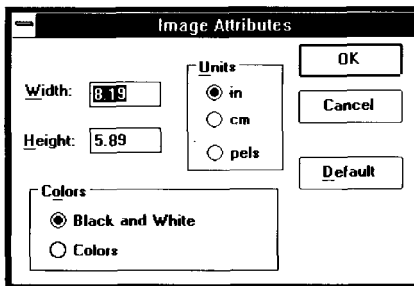 Image Attributes
Width: 8.19
Height: 5.89
Units
in
cm
pels
OK
Cancel
Default
Colors
Black and White
Colors